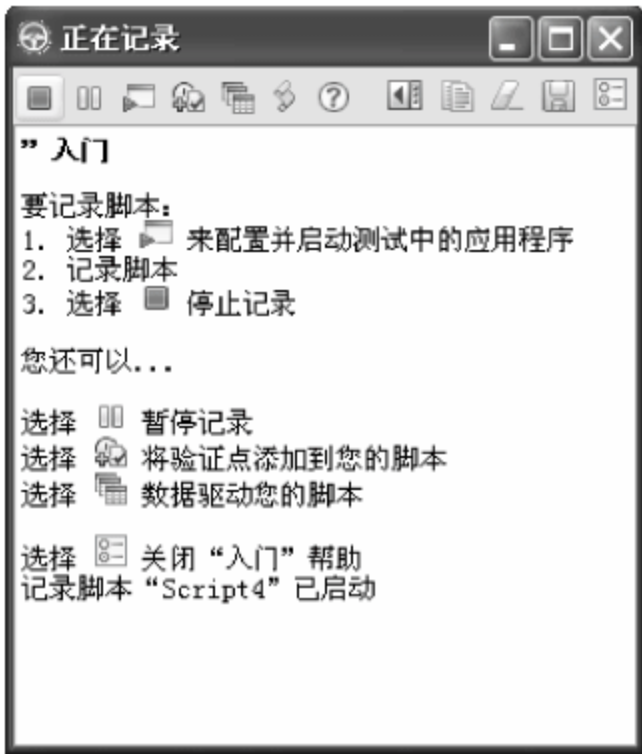 正在记录
” 入门
要记录脚本：
1. 选择 来配置并启动测试中的应用程序
2. 记录脚本
3. 选择 停止记录
您还可以...
选择 暂停记录
选择 将验证点添加到您的脚本
选择 数据驱动您的脚本
选择 关闭“入门”帮助
记录脚本“Script4”已启动